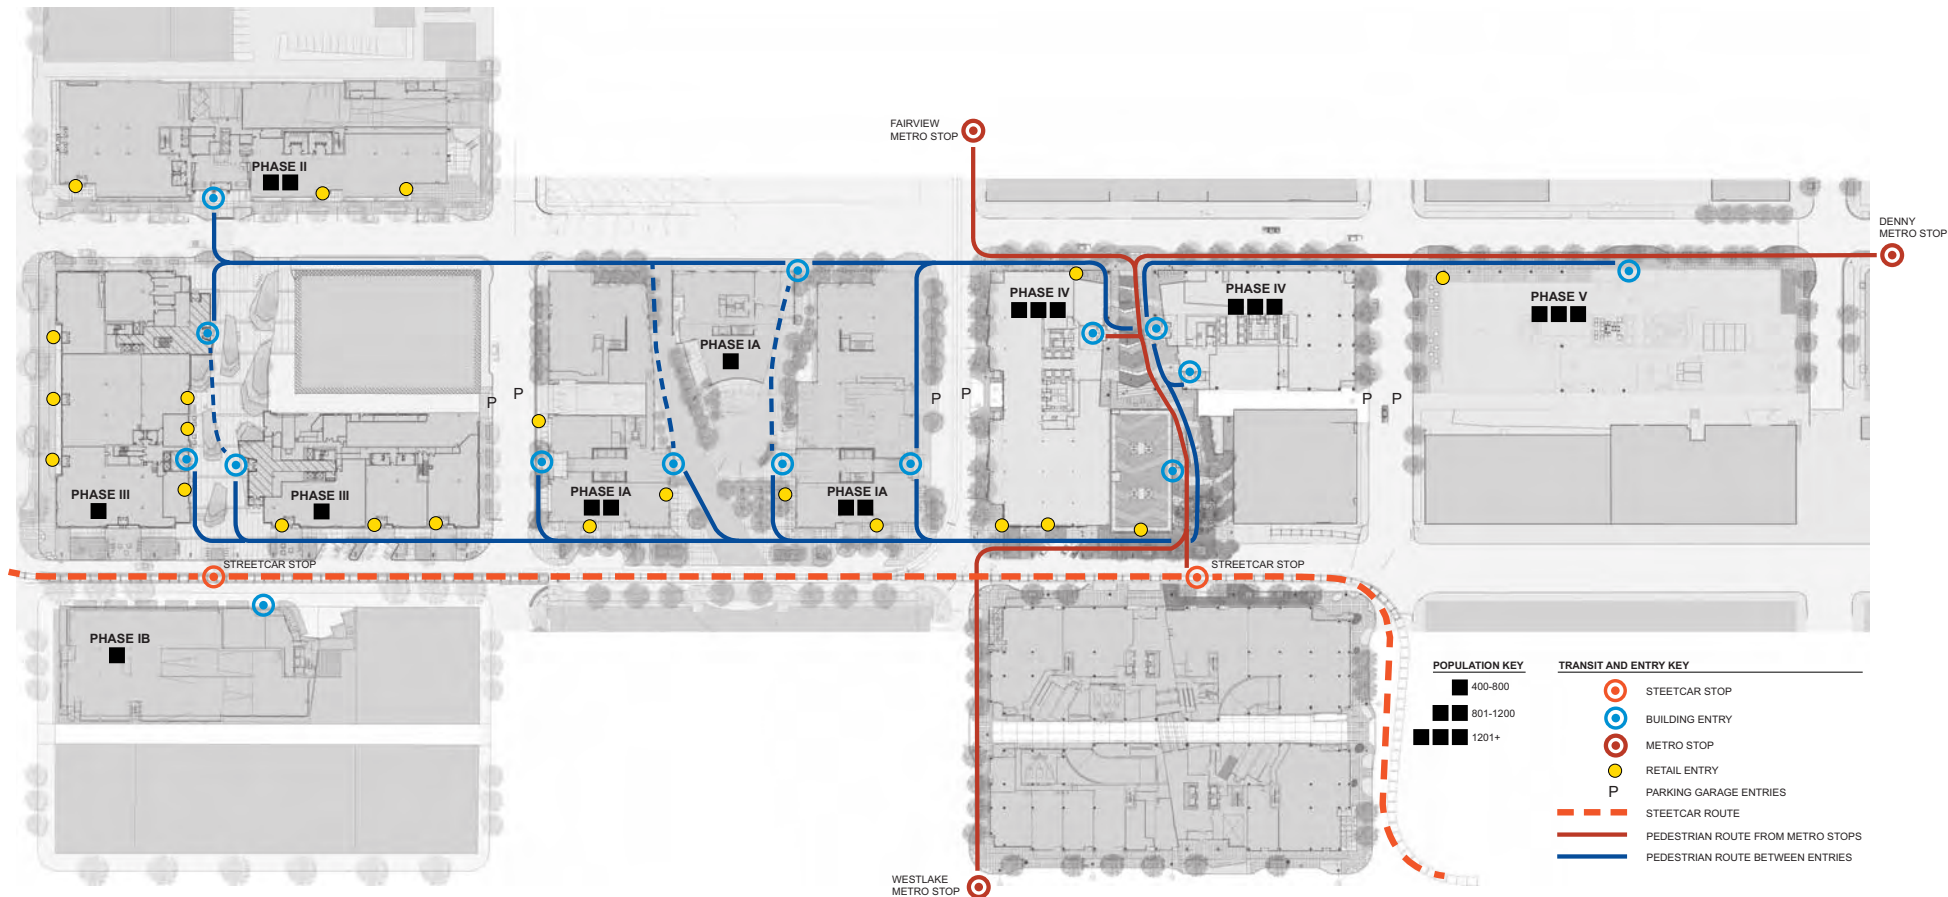 FAIRVIEW
METRO STOP
PHASE II
DENNY
METRO STOP
PHASE IV
PHASE IV
PHASE V
PHASE IA
P
P
P
P
P
P
PHASE III
PHASE III
PHASE IA
PHASE IA
STREETCAR STOP
STREETCAR STOP
PHASE IB
POPULATION KEY
400-800
801-1200
1201+
TRANSIT AND ENTRY KEY
STEETCAR STOP
BUILDING ENTRY
METRO STOP
RETAIL ENTRY
P PARKING GARAGE ENTRIES
STEETCAR ROUTE
PEDESTRIAN ROUTE FROM METRO STOPS
PEDESTRIAN ROUTE BETWEEN ENTRIES
WESTLAKE
METRO STOP